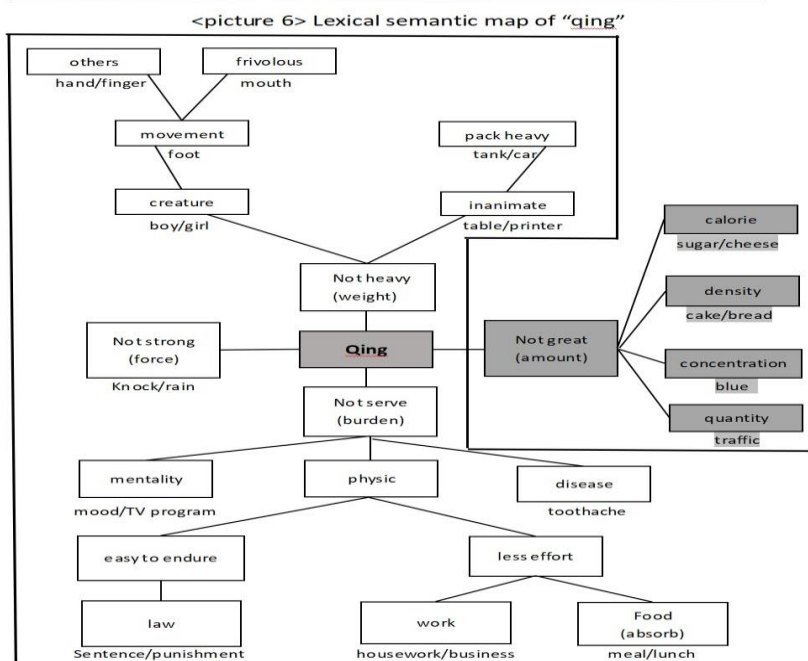 <picture 6> Lexical semantic map of “qing”
others
hand/finger
frivolous
mouth
movement
foot
pack heavy
tank/car
creature
boy/girl
inanimate
table/printer
calorie
sugar/cheese
Not heavy
(weight)
density
cake/bread
Not strong
(force)
Knock/rain
Qing
Not great
(amount)
concentration
blue
Not serve
(burden)
quantity
traffic
mentality
mood/TV program
physic
disease
toothache
easy to endure
less effort
law
Sentence/punishment
work
housework/business
Food
(absorb)
meal/lunch